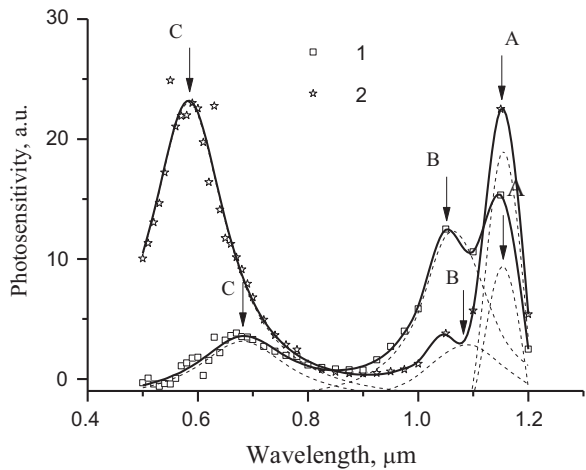 30
20
10
0
0.4
0.6
0.8
1.0
1.2
Photosensitivity, a.u.
Wavelength, μm
1
2
C
A
B
A
B
C